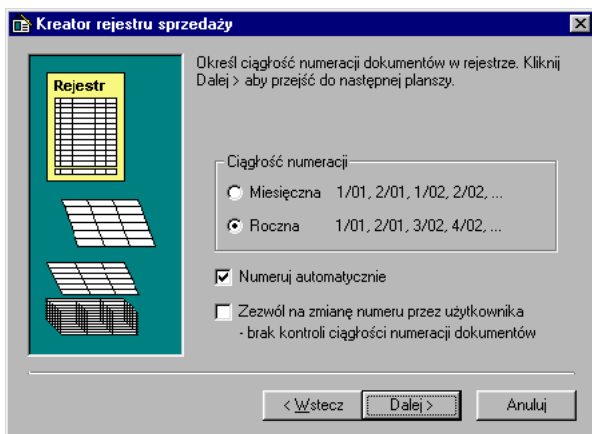 Kreator rejestru sprzedaży
Określ ciągłość numeracji dokumentów w rejestrze. Kliknij
Dalej > aby przejść do następnej planszy.
Rejestr
Ciągłość numeracji
Miesięczna 1/01, 2/01, 1/02, 2/02, ...
Roczna 1/01, 2/01, 3/02, 4/02, ...
Numeruj automatycznie
Zezwól na zmianę numeru przez użytkownika
- brak kontroli ciągłości numeracji dokumentów
< Wstecz Dalej > Anuluj